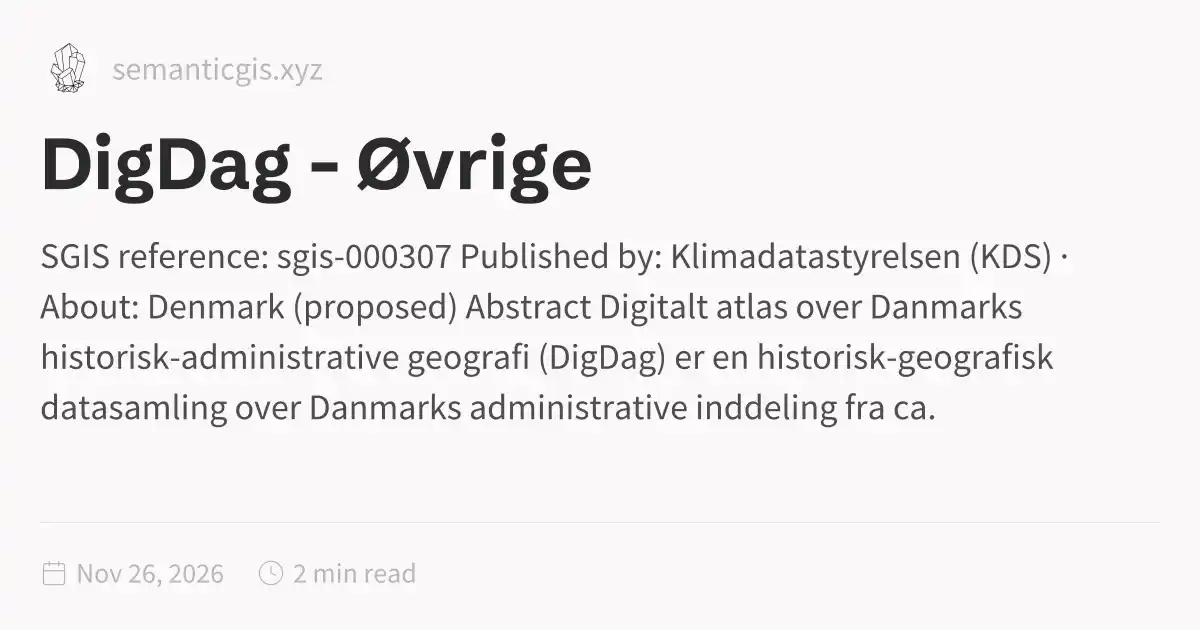 semanticgis.xyz
DigDag - Øvrige
SGIS reference: sgis-000307 Published by: Klimadatastyrelsen (KDS) ·
About: Denmark (proposed) Abstract Digitalt atlas over Danmarks
historisk-administrative geografi (DigDag) er en historisk-geografisk
datasamling over Danmarks administrative inddeling fra ca.
Nov 26, 2026 2 min read